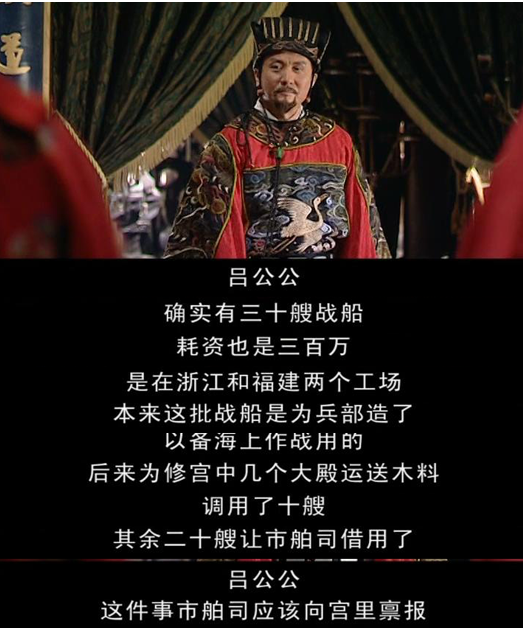 道
吕公公
确实有三十艘战船
耗资也是三百万
是在浙江和福建两个工场
本来这批战船是为兵部造了
以备海上作战用的
后来为修宫中几个大殿运送木料
调用了十艘
其余二十艘让市舶司借用了
吕公公
这件事市舶司应该向宫里禀报